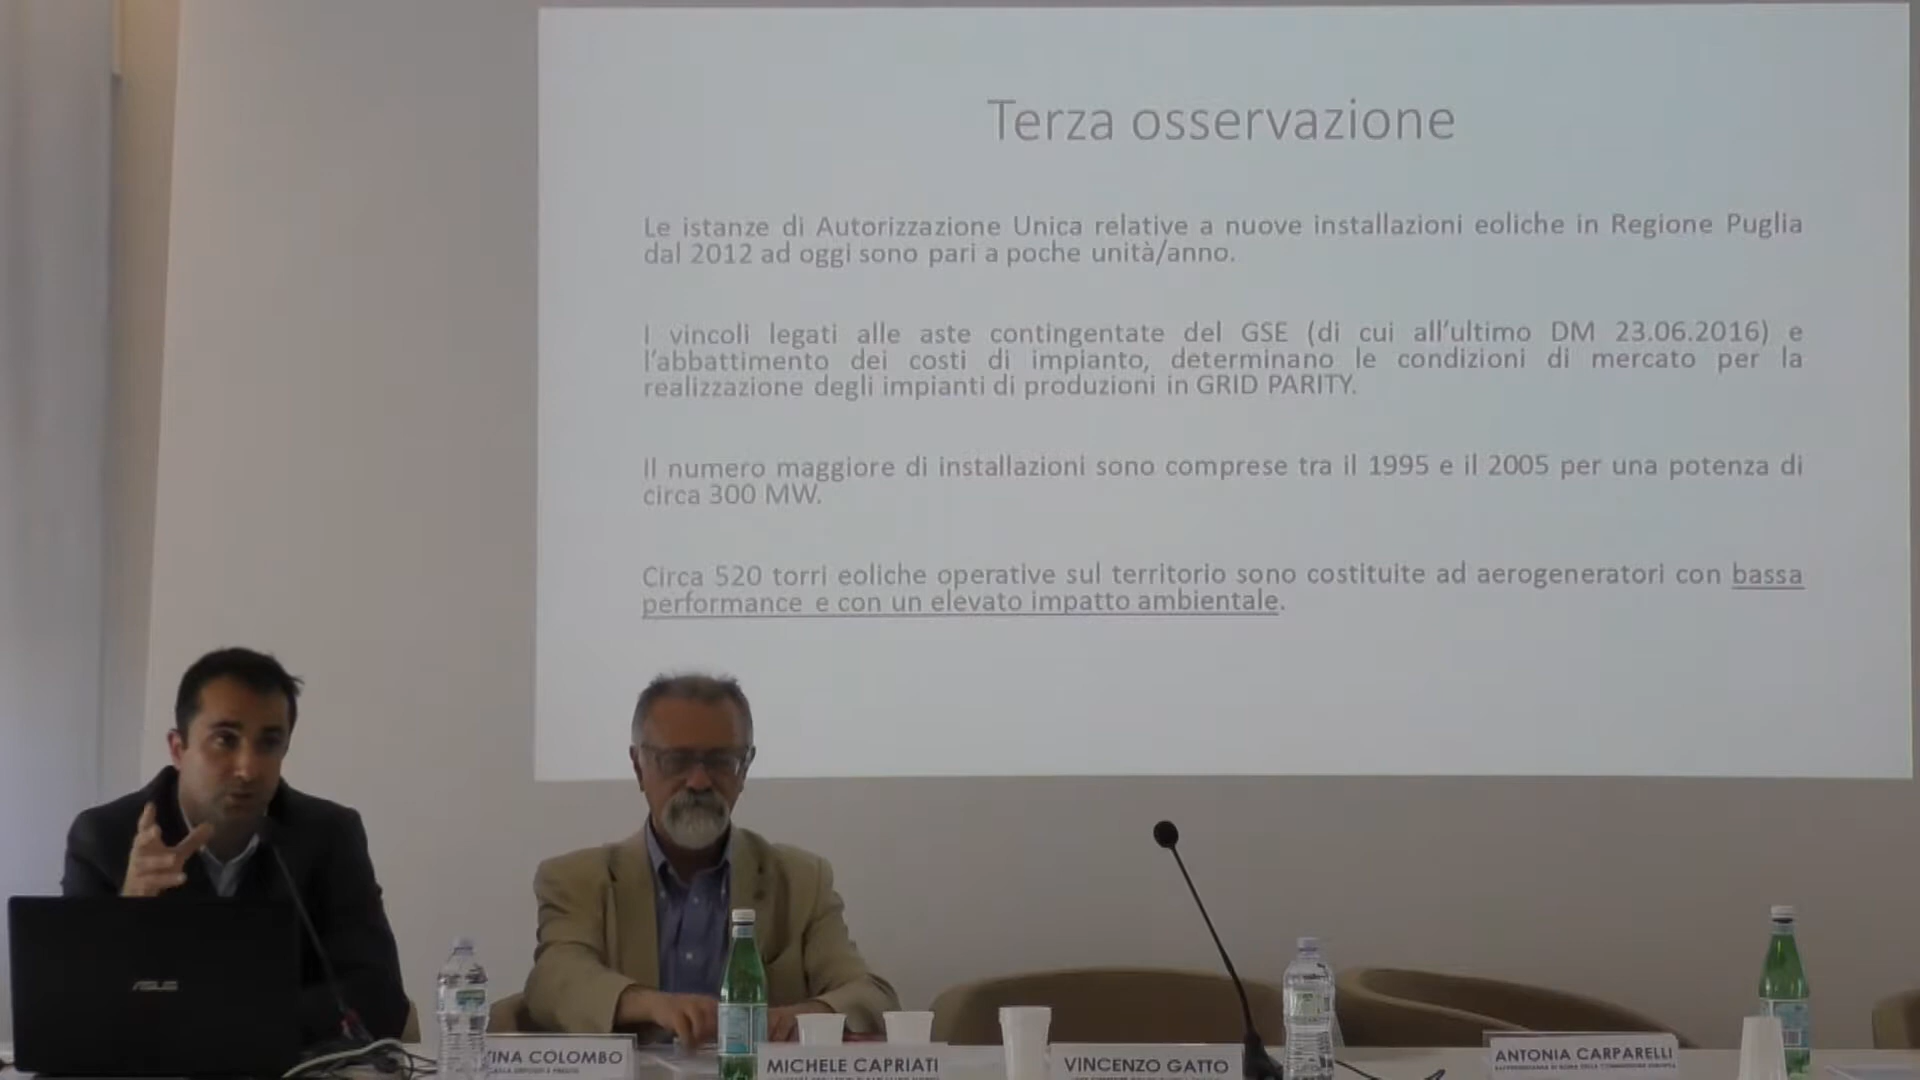 Terza osservazione
Le istanze di Autorizzazione Unica relative a nuove installazioni eoliche in Regione Puglia
dal 2012 ad oggi sono pari a poche unità/anno.
I vincoli legati alle aste contingentate del GSE (di cui all'ultimo DM 23.06.2016) e
l'abbattimento dei costi di impianto, determinano le condizioni di mercato per la
realizzazione degli impianti di produzioni in GRID PARITY.
Il numero maggiore di installazioni sono comprese tra il 1995 e il 2005 per una potenza di
circa 300 MW.
Circa 520 torri eoliche operative sul territorio sono costituite ad aerogeneratori con bassa
performance e con un elevato impatto ambientale.
ASUS
TINA COLOMBO
MICHELE CAPRIATI
VINCENZO GATTO
ANTONIA CARPARELLI